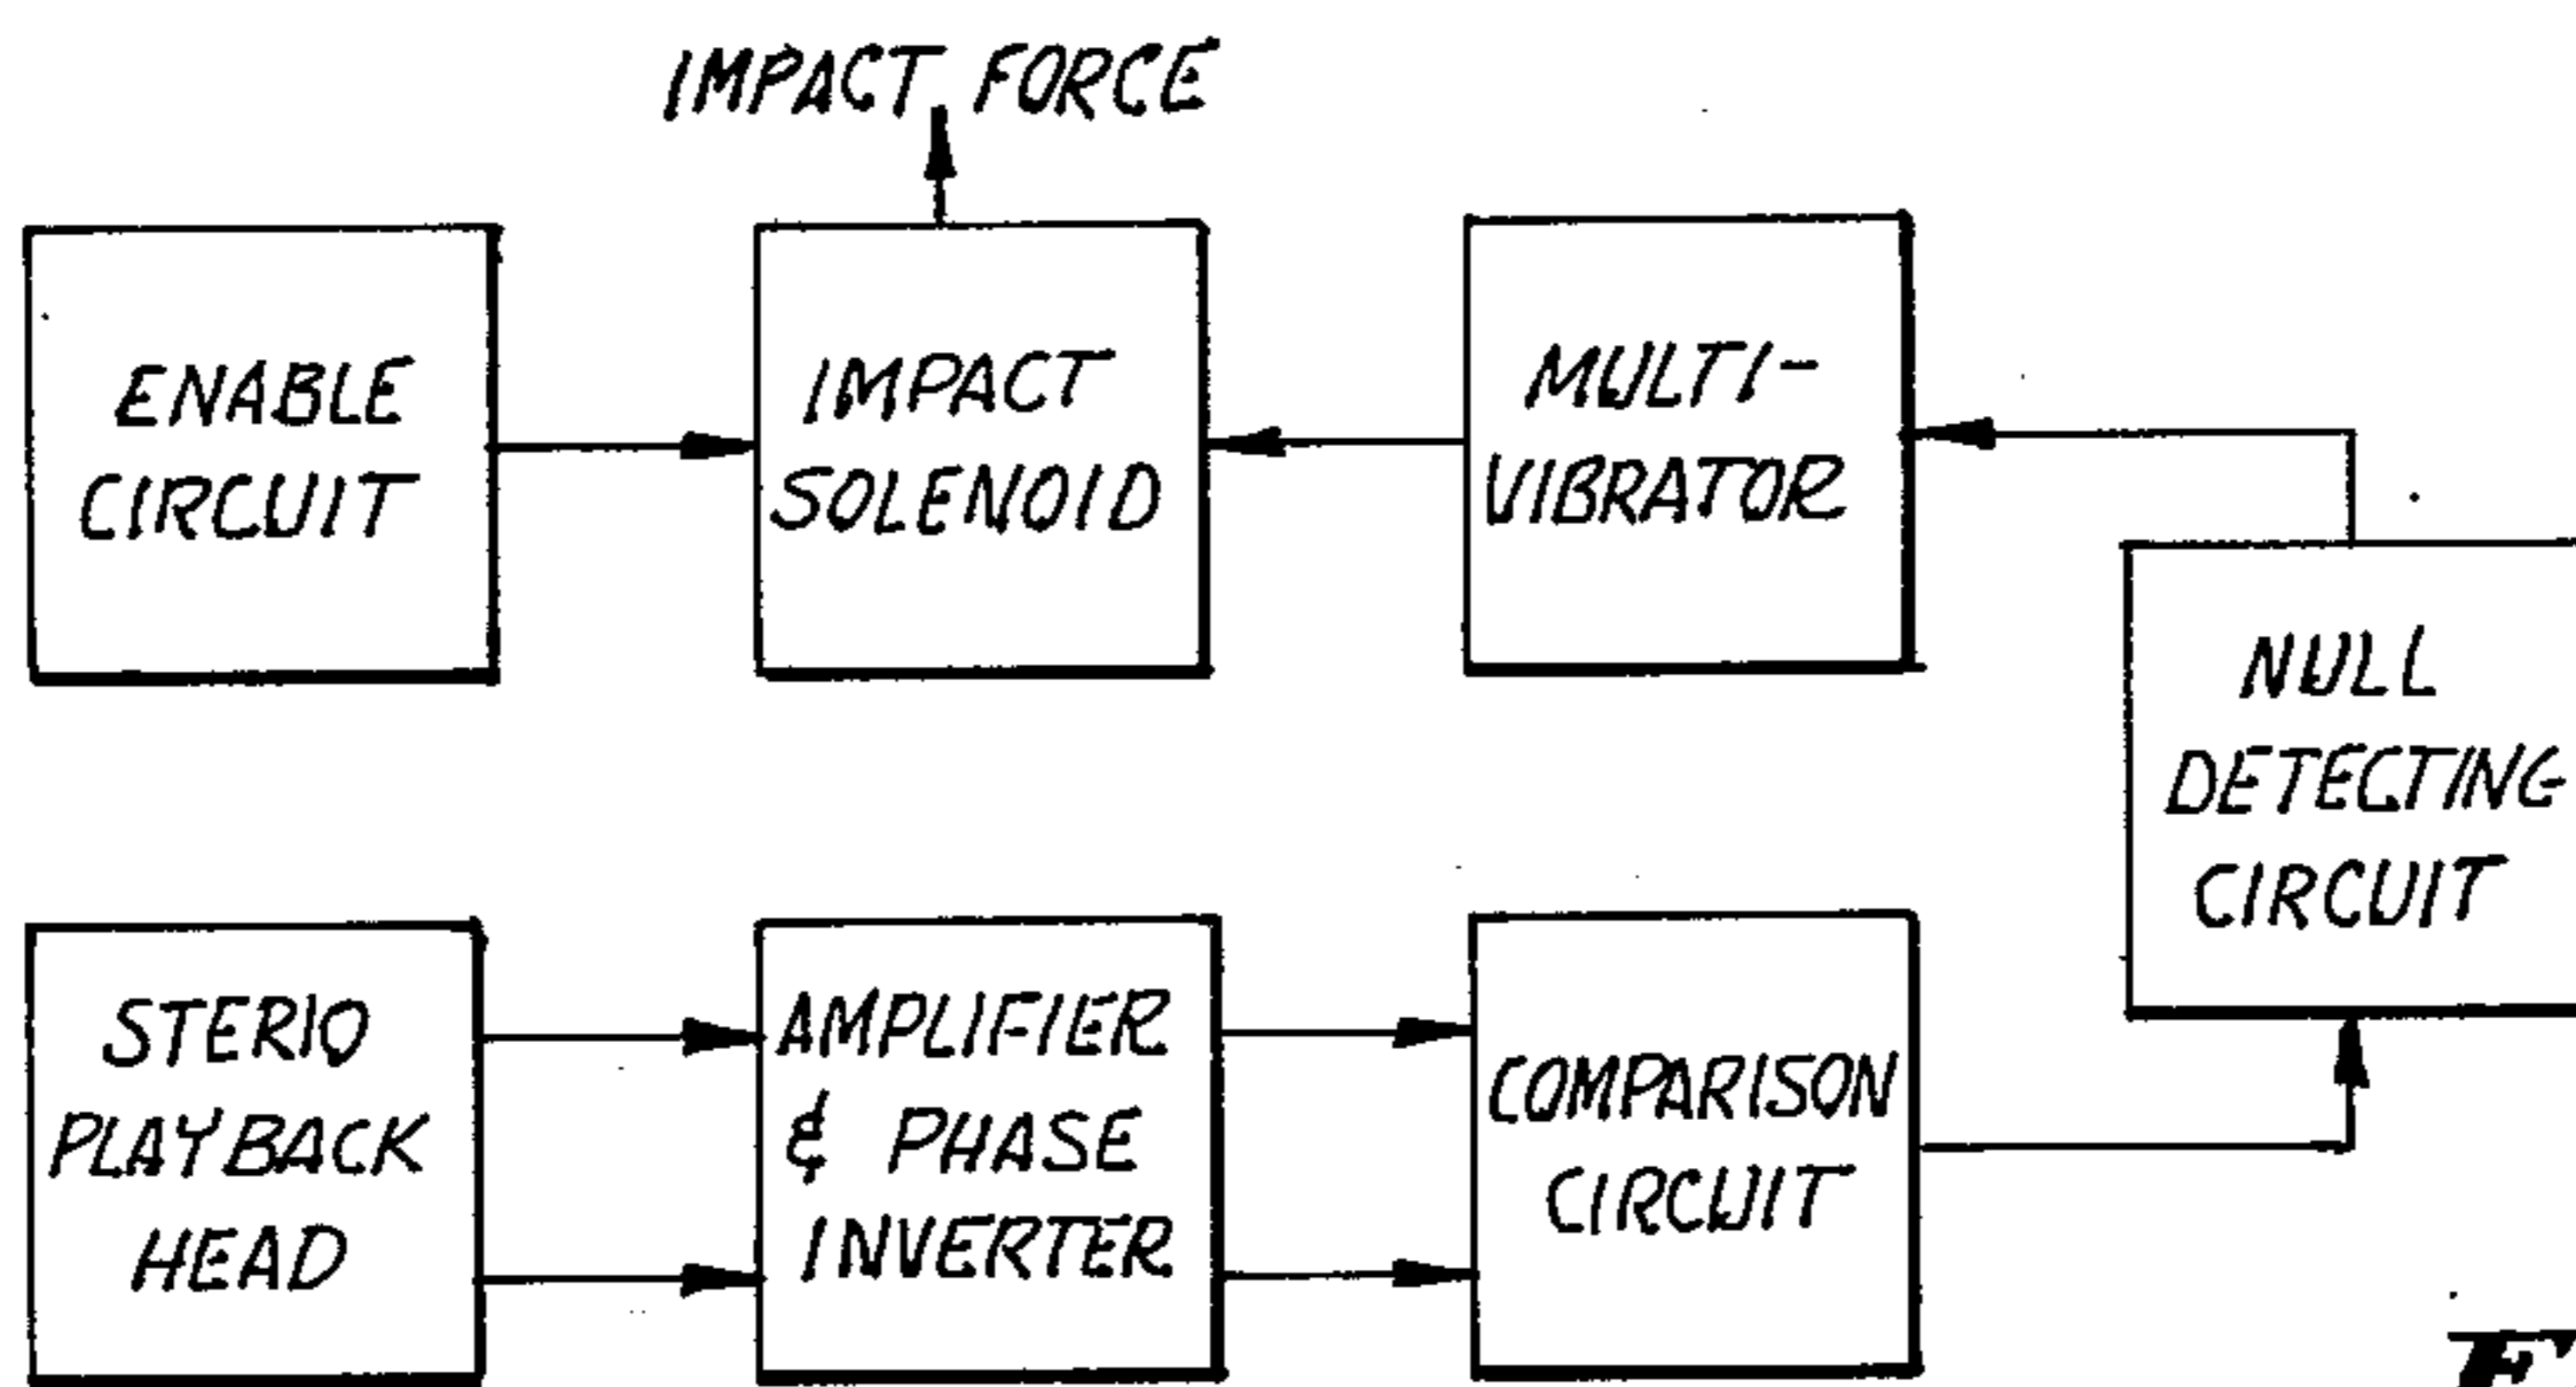 IMPACT FORCE
ENABLE
CIRCUIT
IMPACT
SOLENOID
MULTI-
VIBRATOR
NULL
DETECTING
CIRCUIT
STERIO
PLAYBACK
HEAD
AMPLIFIER
& PHASE
INVERTER
COMPARISON
CIRCUIT